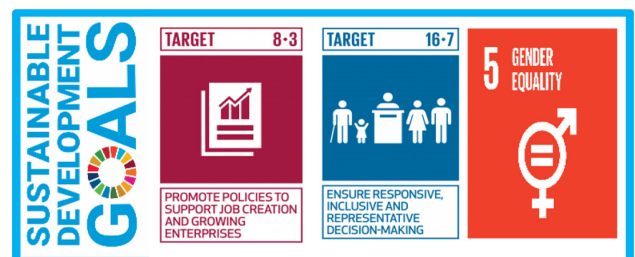 SUSTAINABLE
DEVELOPMENT
GOALS
TARGET 8·3
PROMOTE POLICIES TO
SUPPORT JOB CREATION
AND GROWING
ENTERPRISES
TARGET 16·7
ENSURE RESPONSIVE,
INCLUSIVE AND
REPRESENTATIVE
DECISION-MAKING
5 GENDER
EQUALITY